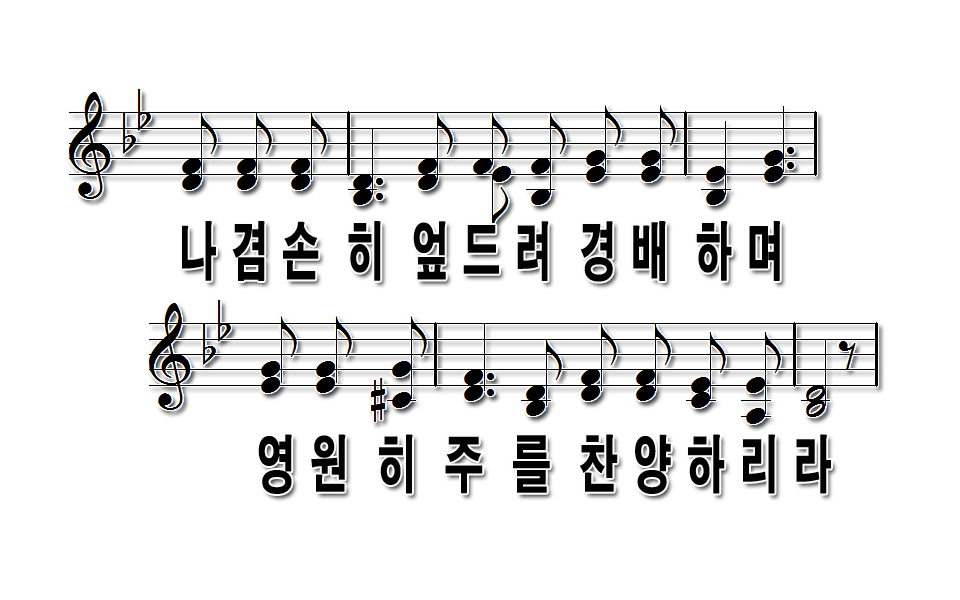 나 겸 손 히 엎 드 려 경 배 하 며
영 원 히 주 를 찬 양 하 리 라